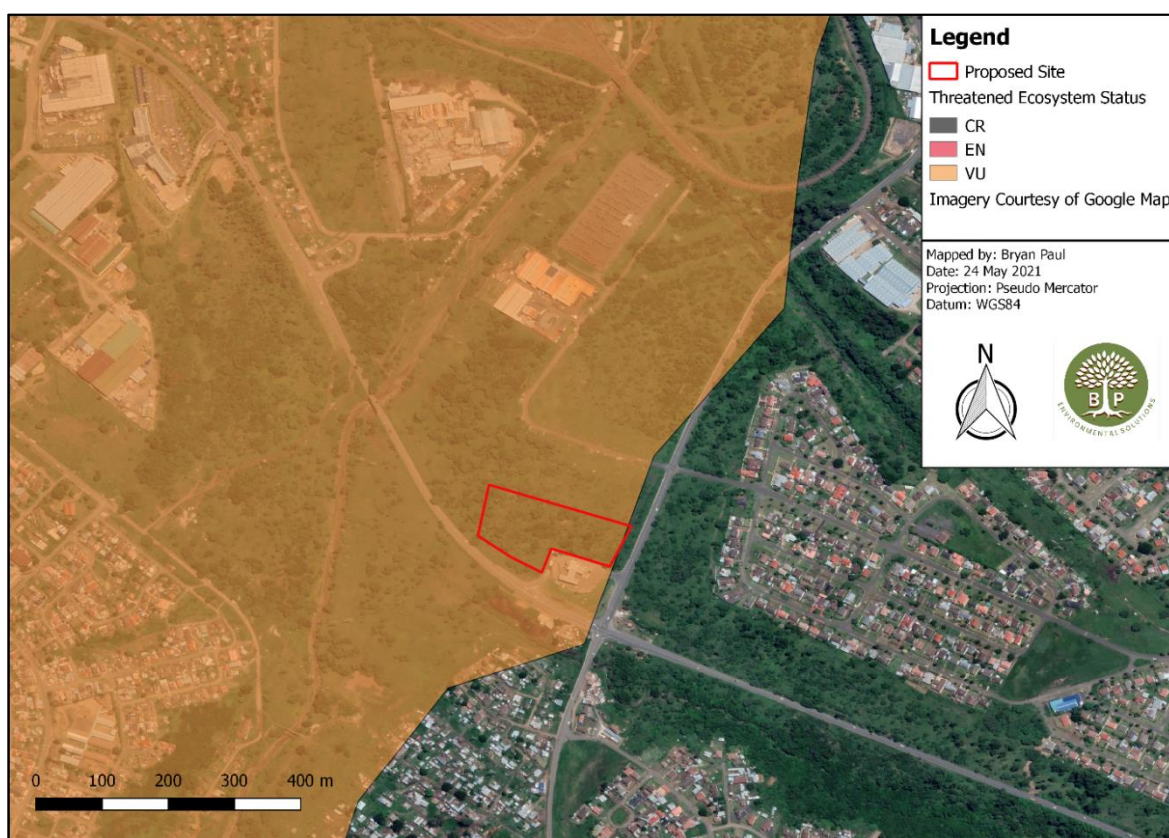 Legend
Proposed Site
Threatened Ecosystem Status
CR
EN
VU
Imagery Courtesy of Google Map
Mapped by: Bryan Paul
Date: 24 May 2021
Projection: Pseudo Mercator
Datum: WGS84
N
B P
ENVIRONMENTAL SOLUTIONS
0 100 200 300 400 m